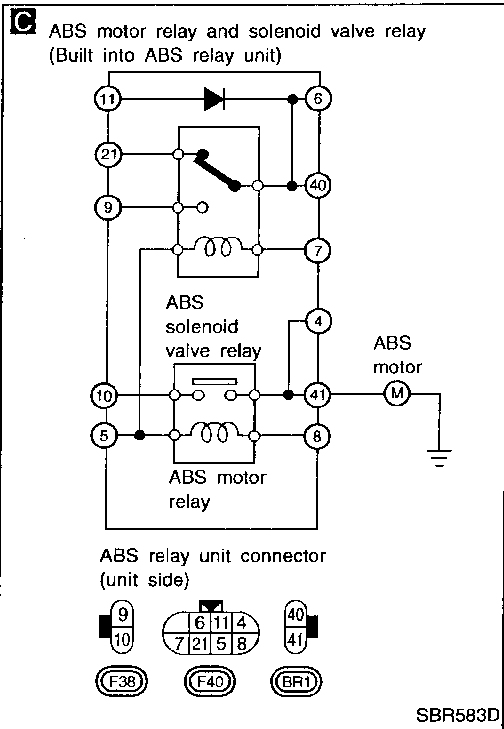 C ABS motor relay and solenoid valve relay
(Built into ABS relay unit)
11 6
21
40
9
7
ABS
solenoid
valve relay
4
ABS
motor
10 41 M
5 8
ABS motor
relay
ABS relay unit connector
(unit side)
9 6 11 4 40
10 7 21 5 8 41
F38 F40 BR1
SBR583D